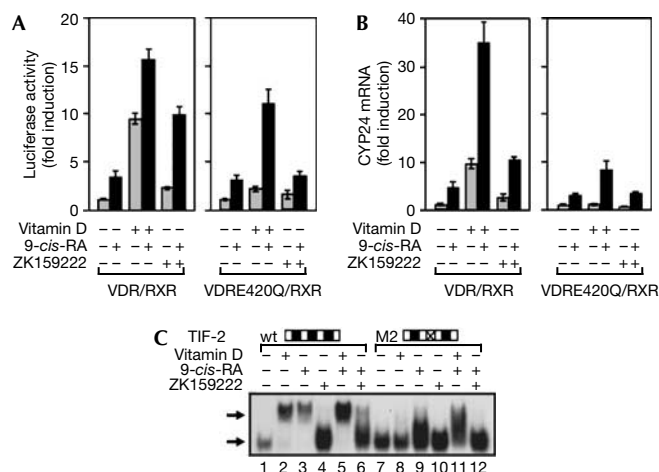 A
B
Luciferase activity
(fold induction)
20
15
10
5
0
CYP24 mRNA
(fold induction)
40
30
20
10
0
Vitamin D – – + + – – – – + + – –
9-cis-RA – + – + – + – + – + – +
ZK159222 – – – – + + – – – – + +
VDR/RXR VDRE420Q/RXR
Vitamin D – – + + – – – – + + – –
9-cis-RA – + – + – + – + – + – +
ZK159222 – – – – + + – – – – + +
VDR/RXR VDRE420Q/RXR
C TIF-2 wt M2
Vitamin D – + – – + – – + – – + –
9-cis-RA – – + – + + – – + – + +
ZK159222 – – – + – + – – – + – +
1 2 3 4 5 6 7 8 9 10 11 12